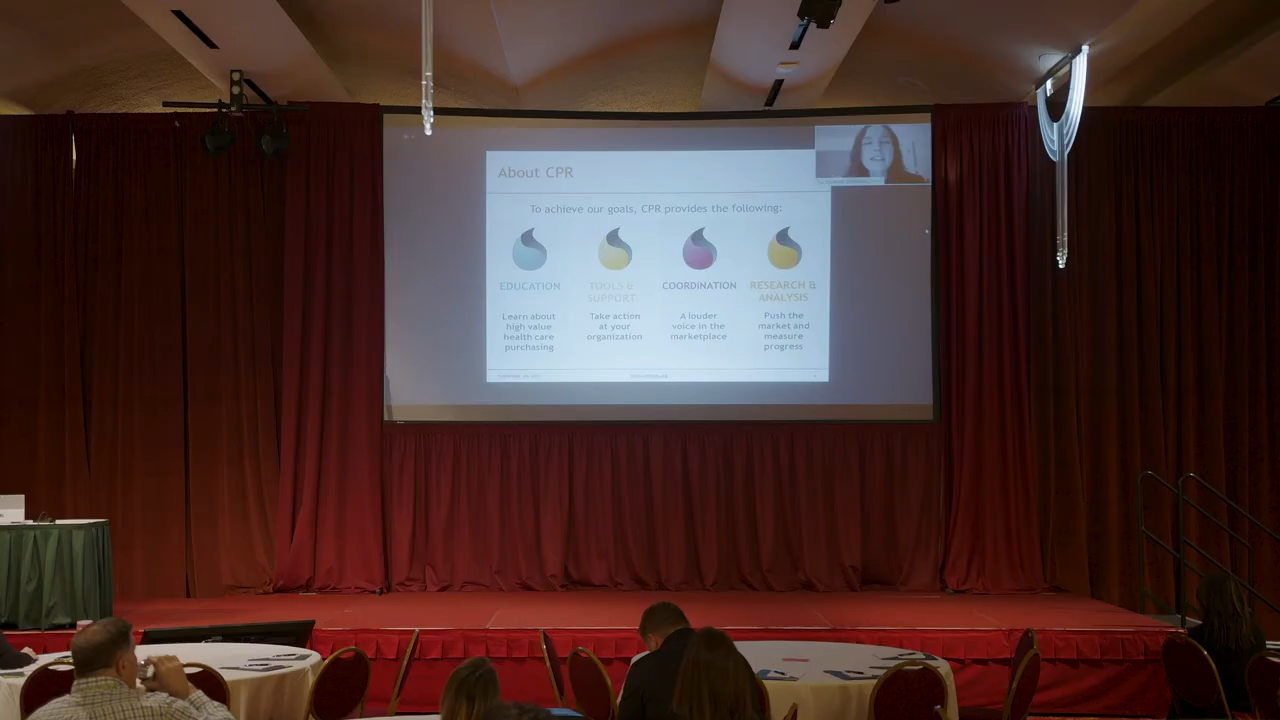 About CPR
To achieve our goals, CPR provides the following:
EDUCATION
Learn about
high value
health care
purchasing
TOOLS &
SUPPORT
Take action
at your
organization
COORDINATION
A louder
voice in the
marketplace
RESEARCH &
ANALYSIS
Push the
market and
measure
progress